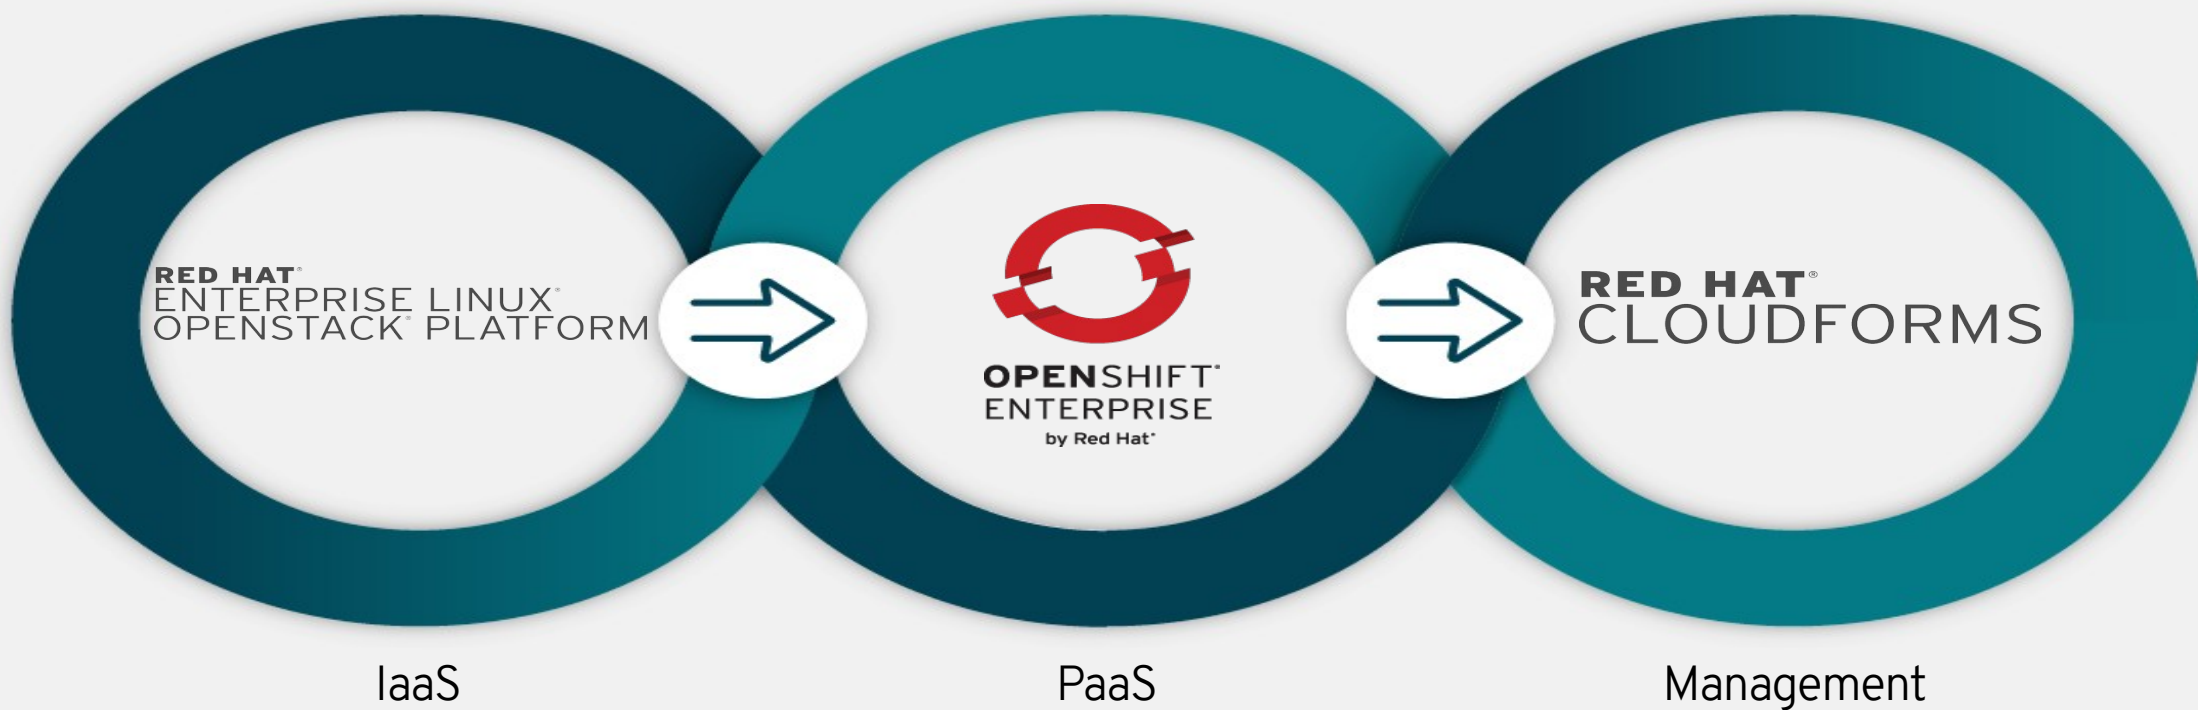 RED HAT®
ENTERPRISE LINUX®
OPENSTACK® PLATFORM
OPENSHIFT®
ENTERPRISE
by Red Hat®
RED HAT®
CLOUDFORMS
IaaS
PaaS
Management